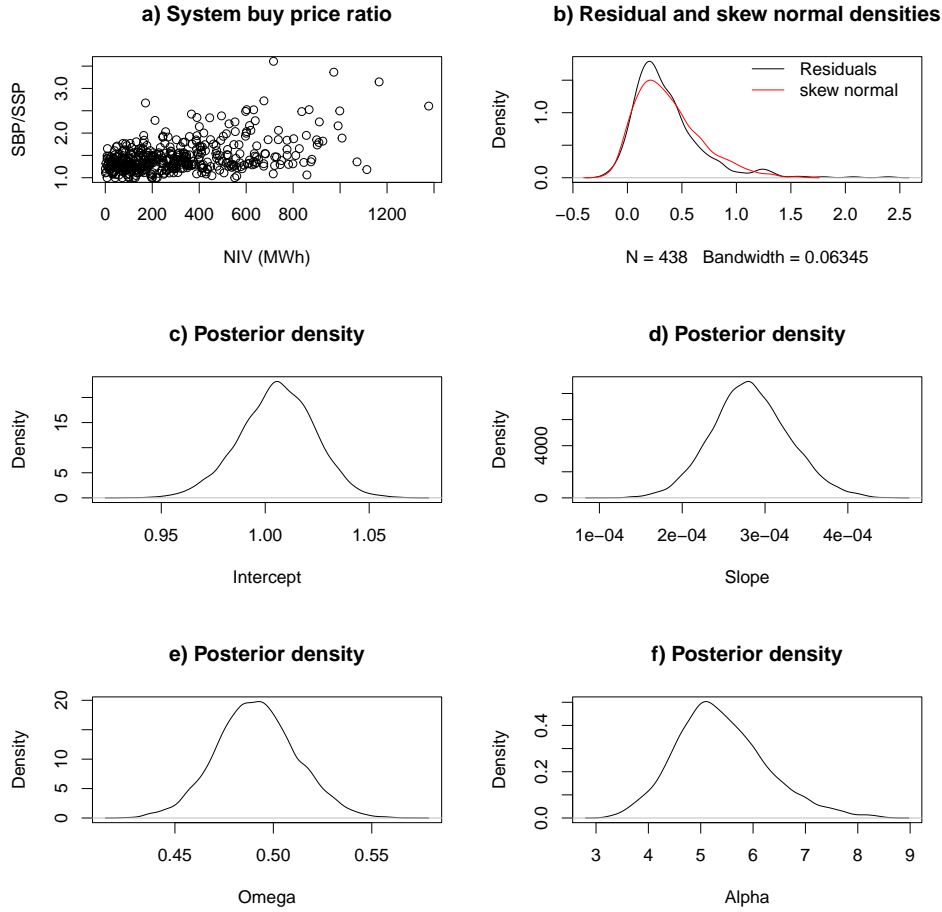 a) System buy price ratio
SBP/SSP
1.0 2.0 3.0
0 200 400 600 800 1200
NIV (MWh)
b) Residual and skew normal densities
Density
0.0 1.0
Residuals
skew normal
−0.5 0.0 0.5 1.0 1.5 2.0 2.5
N = 438 Bandwidth = 0.06345
c) Posterior density
Density
0 5 15
0.95 1.00 1.05
Intercept
d) Posterior density
Density
0 4000
1e−04 2e−04 3e−04 4e−04
Slope
e) Posterior density
Density
0 5 10 20
0.45 0.50 0.55
Omega
f) Posterior density
Density
0.0 0.2 0.4
3 4 5 6 7 8 9
Alpha